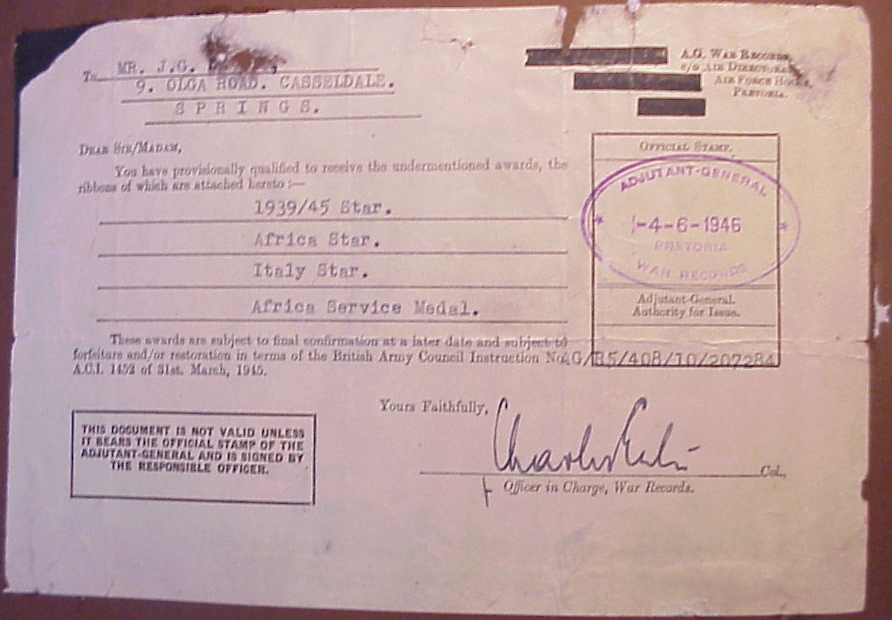 To MR. J.G.
9. OLGA ROAD. CASSELDALE.
SPRINGS.
A.G. WAR RECORDS,
c/o AIR DIRECTORATE
AIR FORCE HDQRS,
PRETORIA.
DEAR SIR/MADAM,
You have provisionally qualified to receive the undermentioned awards, the
ribbons of which are attached hereto :—
1939/45 Star.
Africa Star.
Italy Star.
Africa Service Medal.
OFFICIAL STAMP.
ADJUTANT-GENERAL
-4-6-1946
PRETORIA
WAR RECORDS
Adjutant-General.
Authority for Issue.
These awards are subject to final confirmation at a later date and subject to
forfeiture and/or restoration in terms of the British Army Council Instruction No.
A.C.I. 1452 of 31st. March, 1945.
AG/B5/408/10/207284
Yours Faithfully,
Charles
Col.,
Officer in Charge, War Records.
THIS DOCUMENT IS NOT VALID UNLESS
IT BEARS THE OFFICIAL STAMP OF THE
ADJUTANT-GENERAL AND IS SIGNED BY
THE RESPONSIBLE OFFICER.